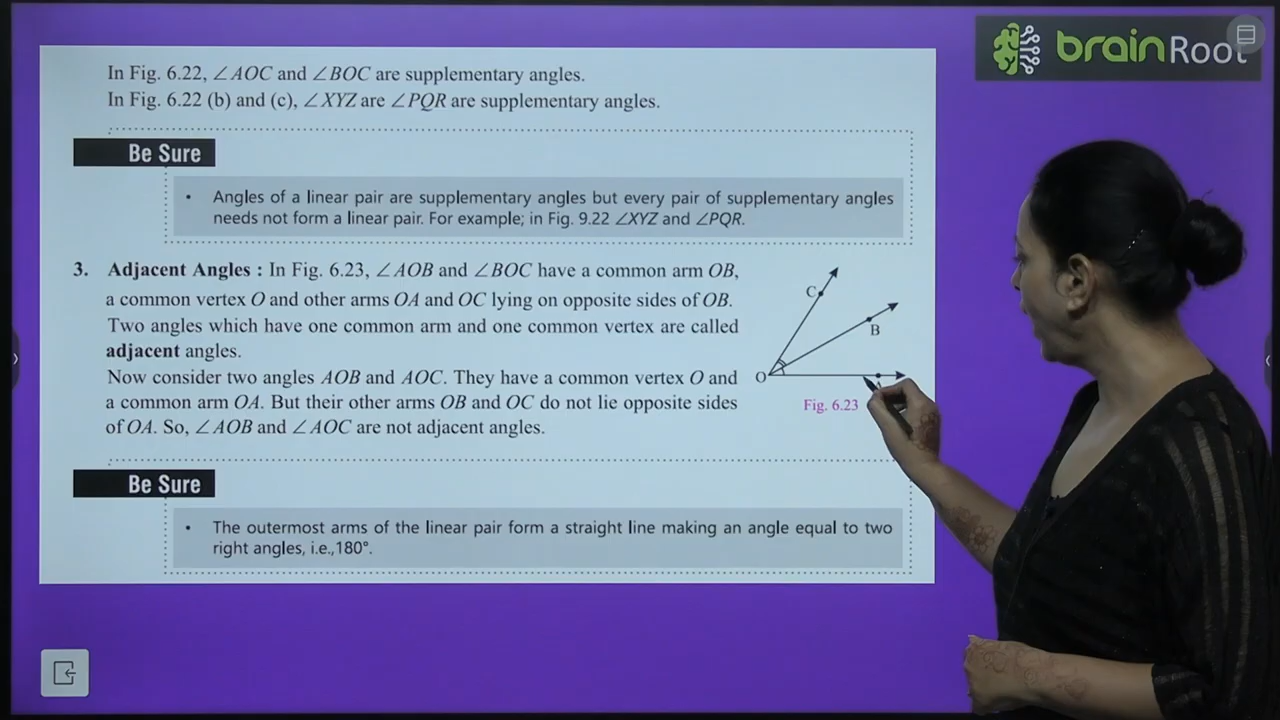 brainRoot
In Fig. 6.22, ∠AOC and ∠BOC are supplementary angles.
In Fig. 6.22 (b) and (c), ∠XYZ are ∠PQR are supplementary angles.
Be Sure
• Angles of a linear pair are supplementary angles but every pair of supplementary angles
needs not form a linear pair. For example; in Fig. 9.22 ∠XYZ and ∠PQR.
3. Adjacent Angles : In Fig. 6.23, ∠AOB and ∠BOC have a common arm OB,
a common vertex O and other arms OA and OC lying on opposite sides of OB.
Two angles which have one common arm and one common vertex are called
adjacent angles.
Now consider two angles AOB and AOC. They have a common vertex O and
a common arm OA. But their other arms OB and OC do not lie opposite sides
of OA. So, ∠AOB and ∠AOC are not adjacent angles.
C
B
O
Fig. 6.23
Be Sure
• The outermost arms of the linear pair form a straight line making an angle equal to two
right angles, i.e.,180°.